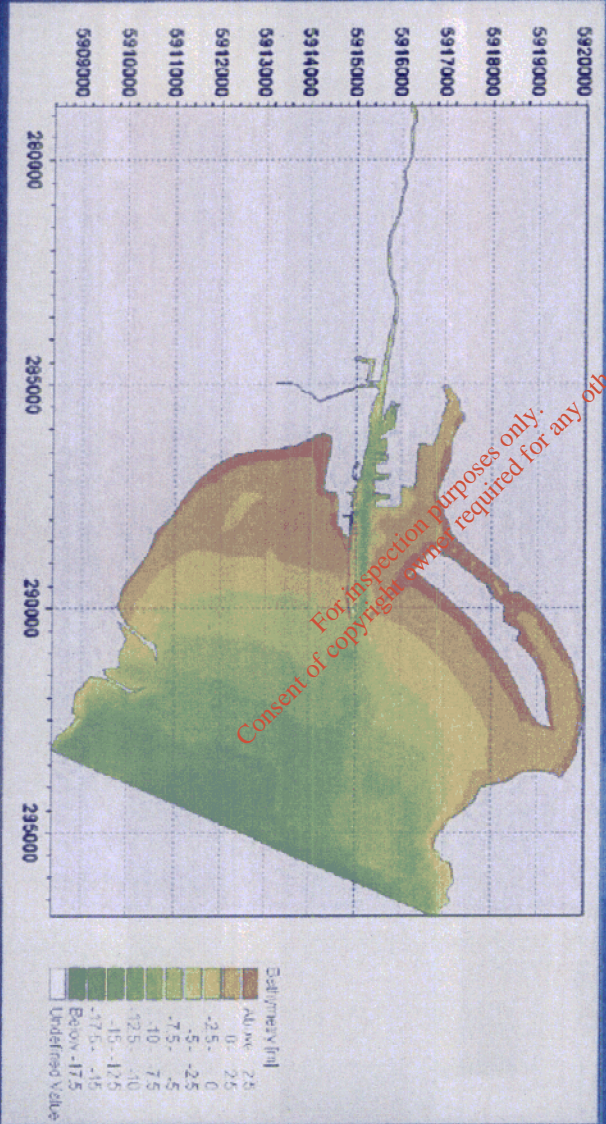 5920000
5919000
5918000
5917000
5916000
5915000
5914000
5913000
5912000
5911000
5910000
5909000
280000
285000
290000
295000
Bathymetry [m]
Above 2.5
0 - 2.5
-2.5 - 0
-5 - -2.5
-7.5 - -5
-10 - -7.5
-12.5 - -10
-15 - -12.5
-17.5 - -15
Below -17.5
Undefined Value
For inspection purposes only.
Consent of copyright owner required for any oth